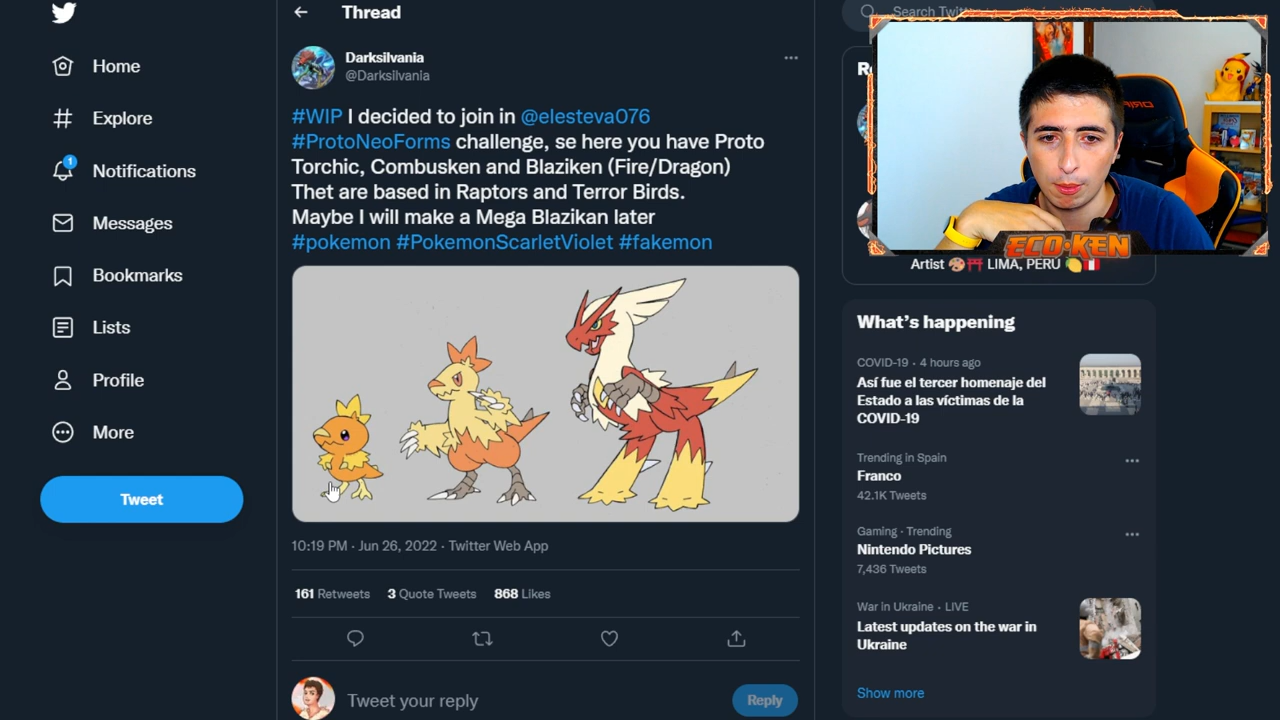 Thread
Search Twitt
Home
Explore
1
Notifications
Messages
Bookmarks
Lists
Profile
More
Tweet
Darksilvania
@Darksilvania
#WIP I decided to join in @elesteva076
#ProtoNeoForms challenge, se here you have Proto
Torchic, Combusken and Blaziken (Fire/Dragon)
Thet are based in Raptors and Terror Birds.
Maybe I will make a Mega Blazikan later
#pokemon #PokemonScarletViolet #fakemon
10:19 PM · Jun 26, 2022 · Twitter Web App
161 Retweets 3 Quote Tweets 868 Likes
Tweet your reply
Reply
ECO-KEN
Artist 🎨⛩️ LIMA, PERÚ 🍋🇵🇪
What's happening
COVID-19 · 4 hours ago
Así fue el tercer homenaje del
Estado a las víctimas de la
COVID-19
Trending in Spain
Franco
42.1K Tweets
Gaming · Trending
Nintendo Pictures
7,436 Tweets
War in Ukraine · LIVE
Latest updates on the war in
Ukraine
Show more